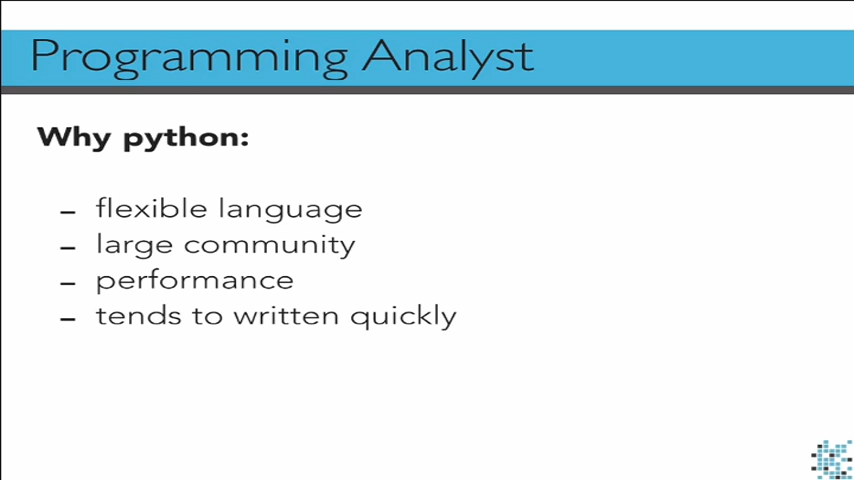 Programming Analyst
Why python:
– flexible language
– large community
– performance
– tends to written quickly